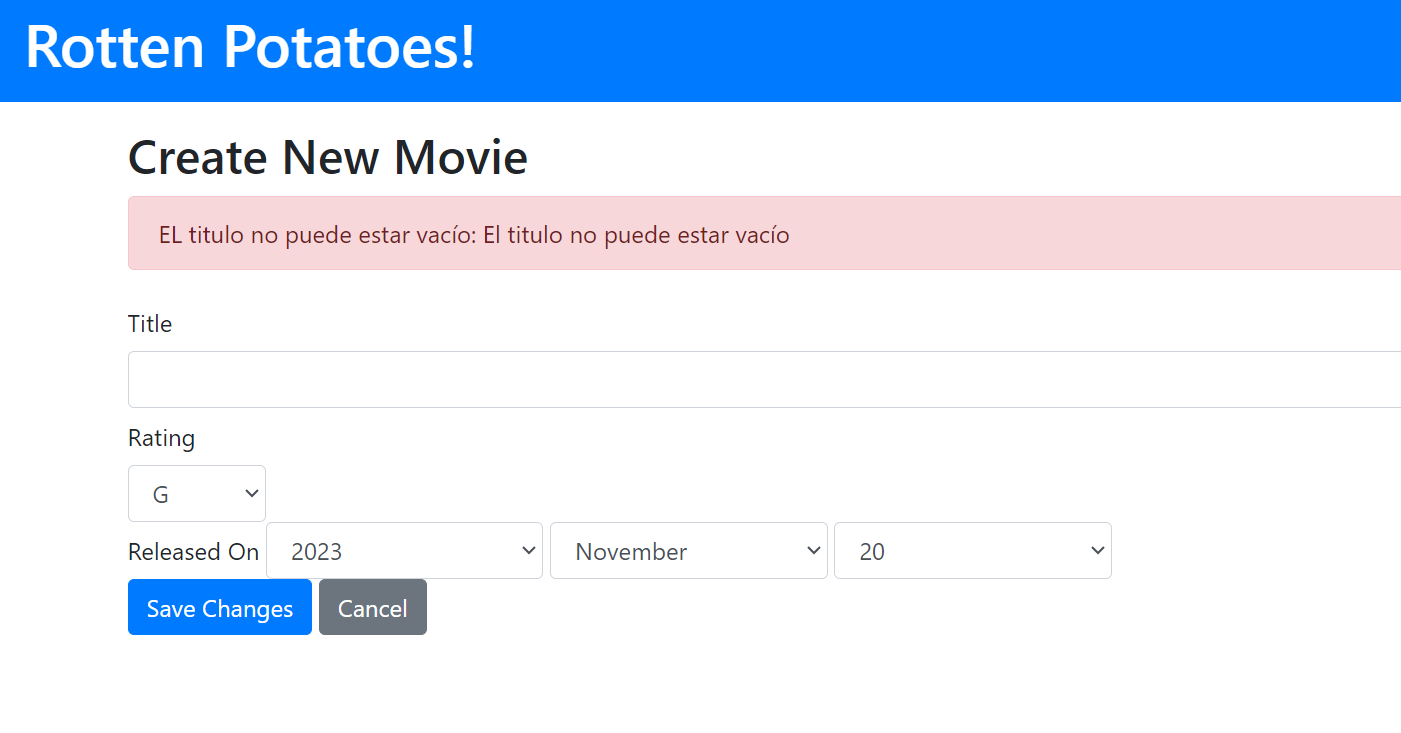 Rotten Potatoes!
Create New Movie
EL titulo no puede estar vacío: El titulo no puede estar vacío
Title
Rating
G
Released On 2023 November 20
Save Changes Cancel